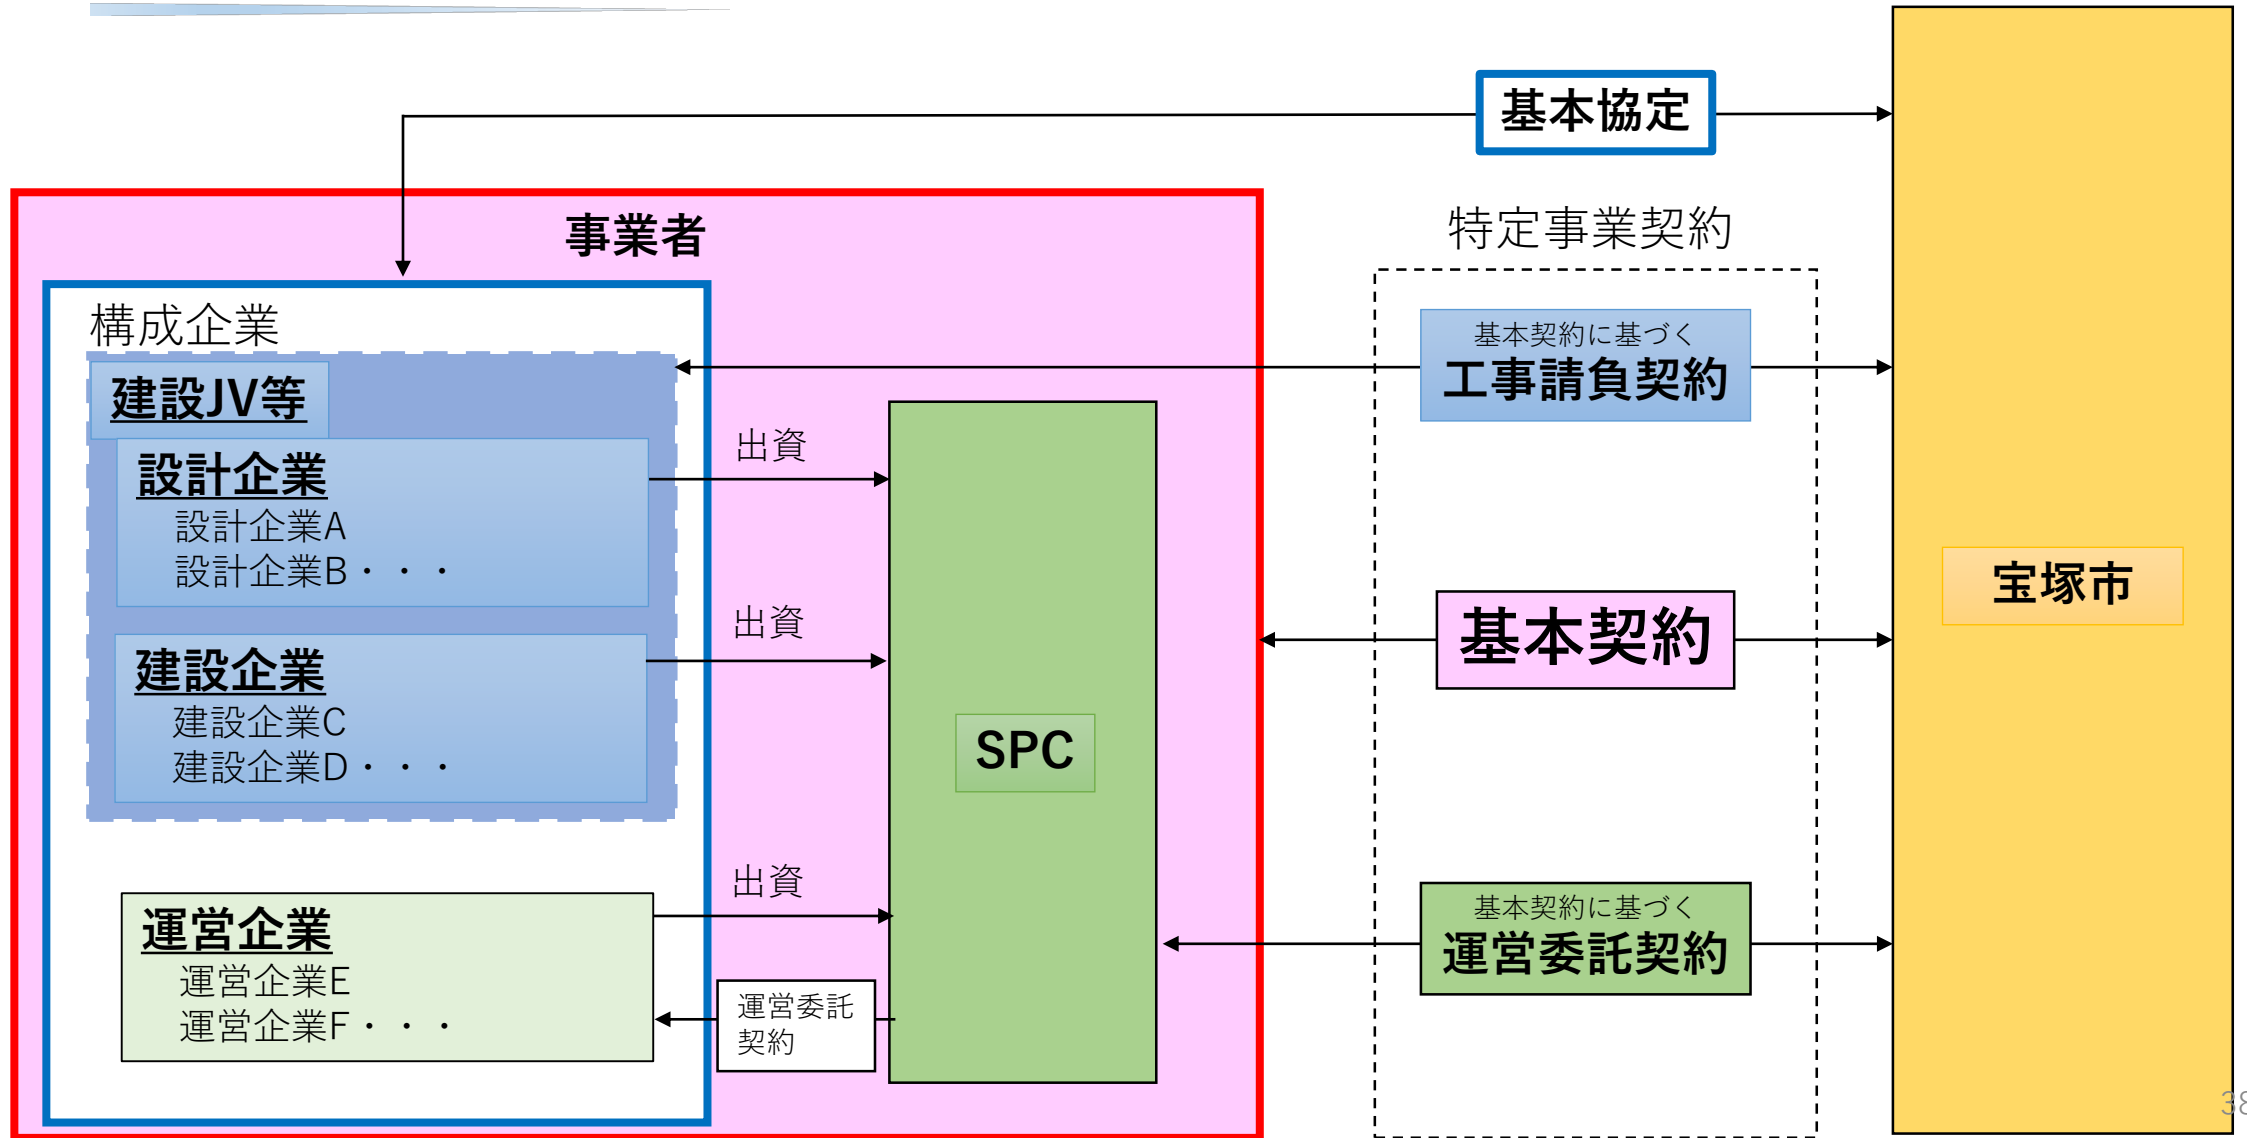 基本協定
事業者
特定事業契約
構成企業
建設JV等
設計企業
設計企業A
設計企業B・・・
建設企業
建設企業C
建設企業D・・・
運営企業
運営企業E
運営企業F・・・
出資
出資
出資
運営委託
契約
SPC
基本契約に基づく
工事請負契約
基本契約
基本契約に基づく
運営委託契約
宝塚市
38